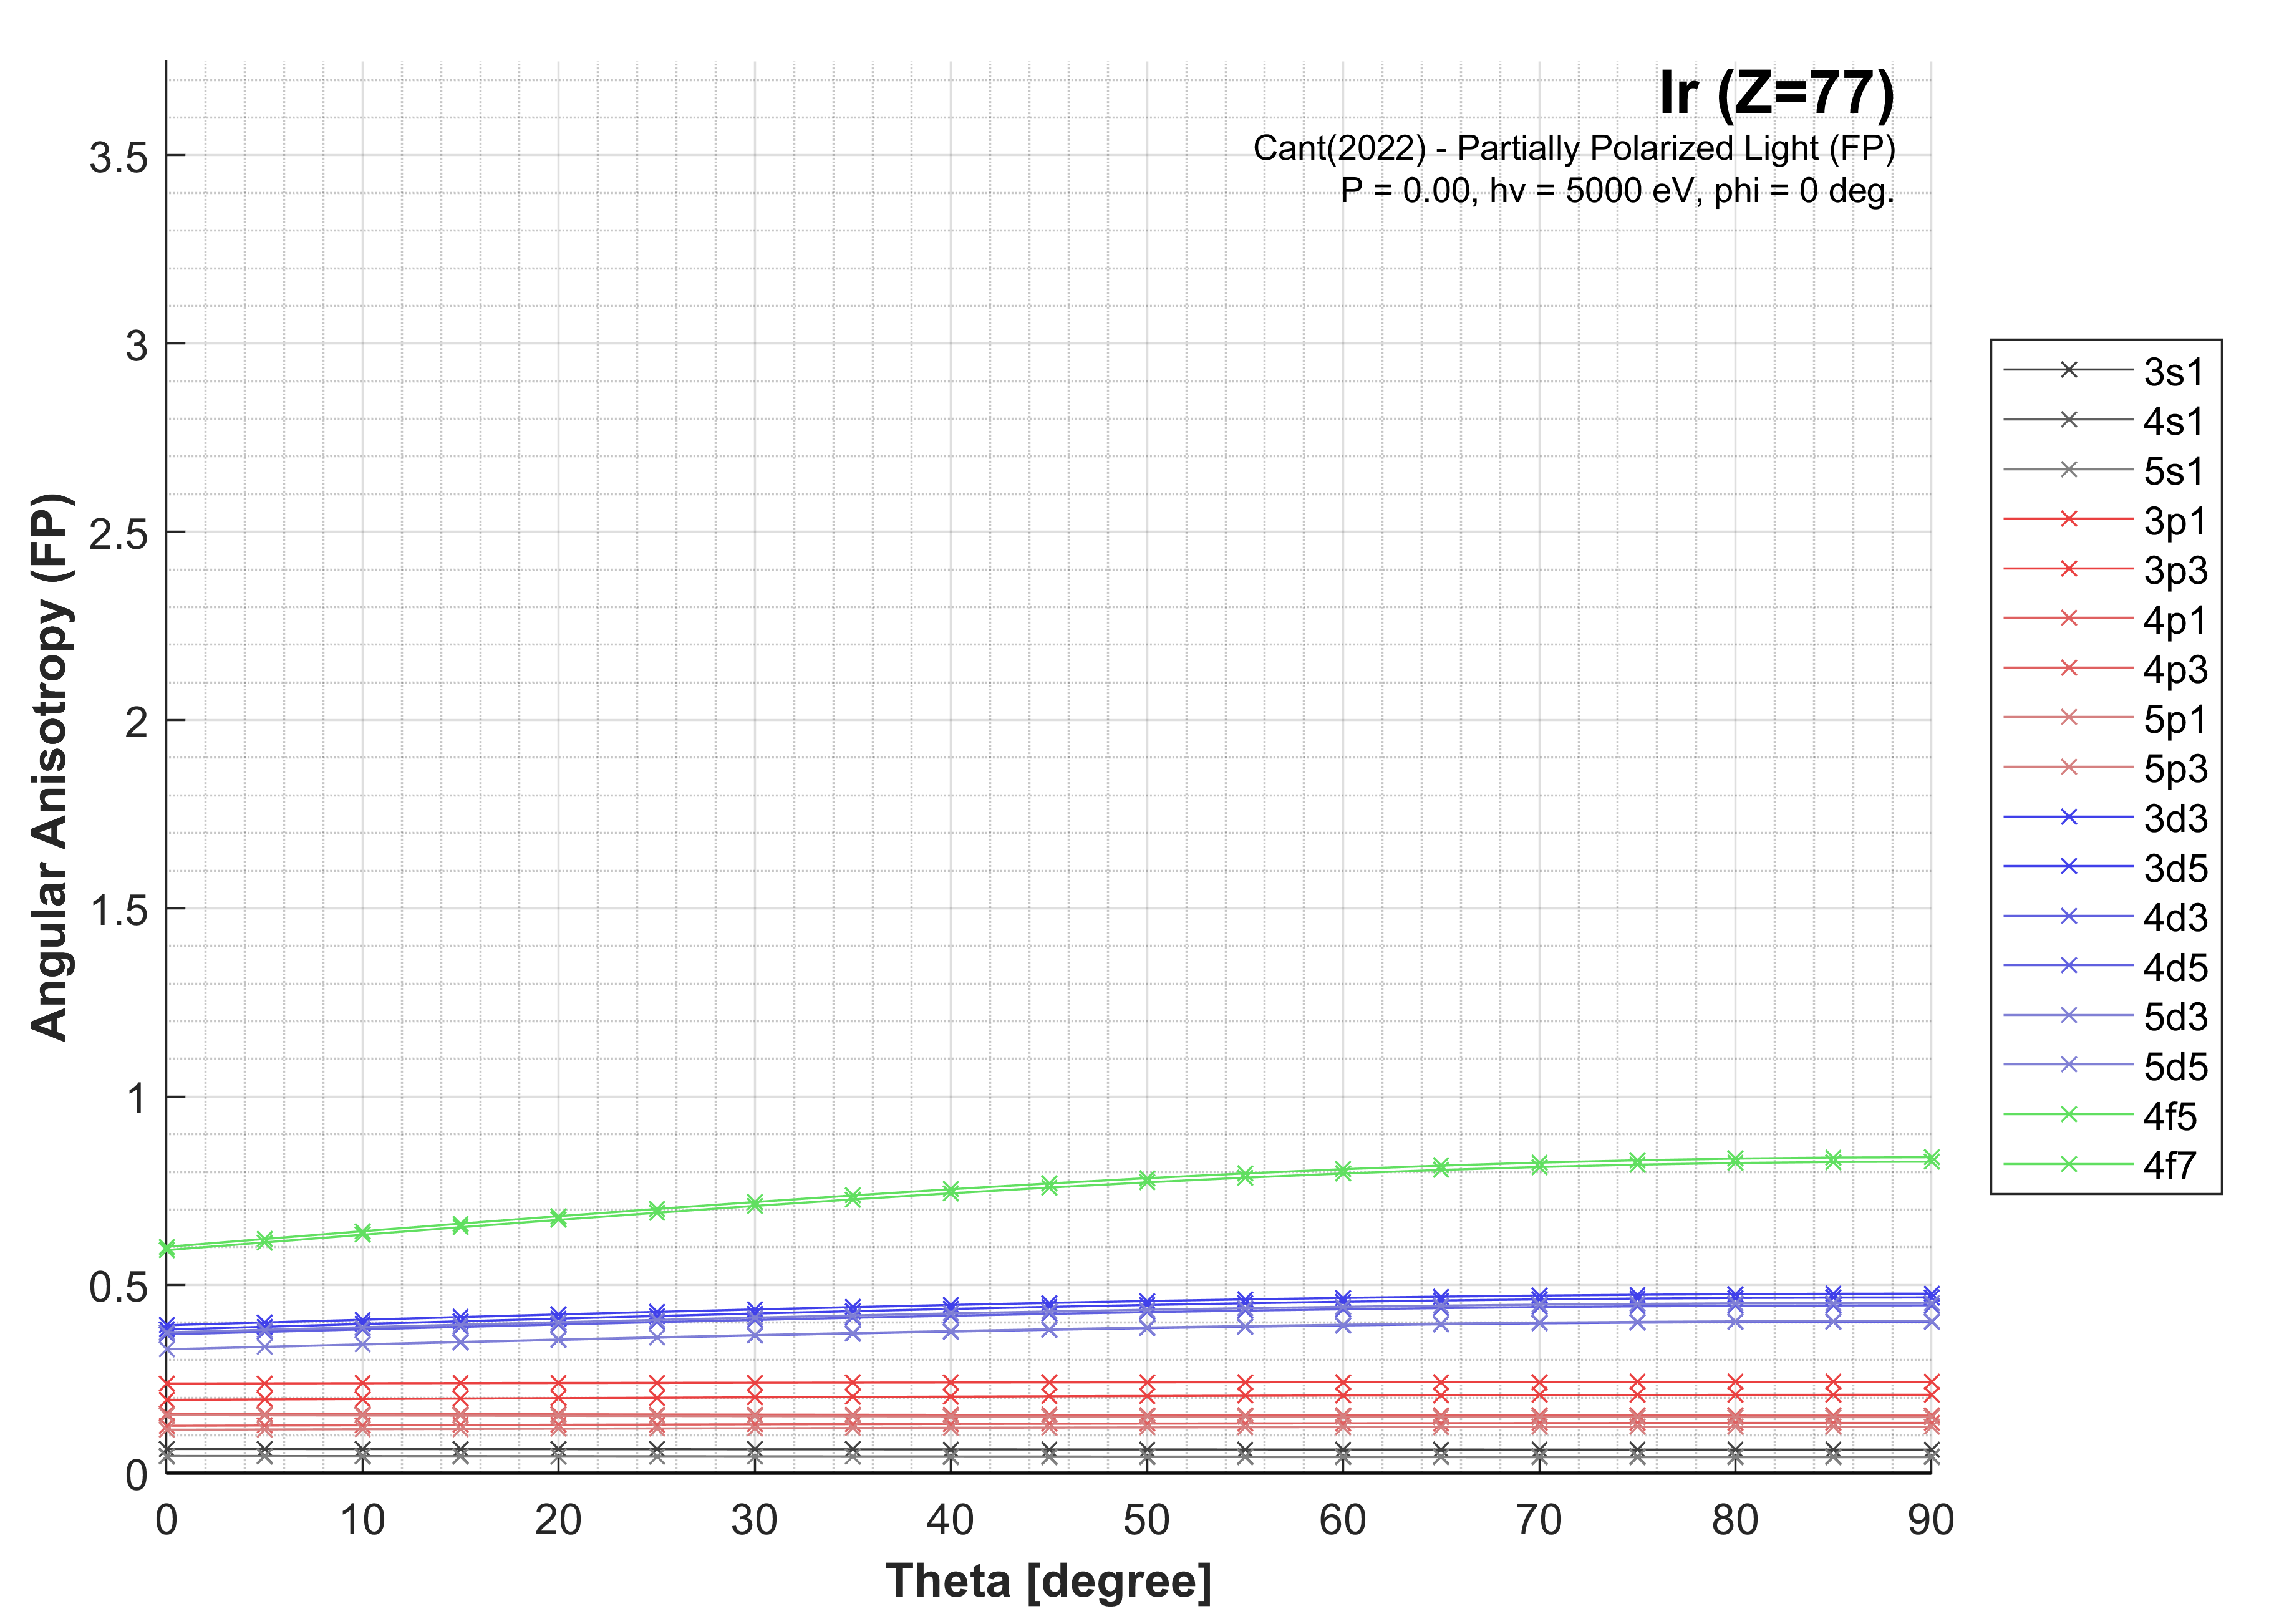 Ir (Z=77)
Cant(2022) - Partially Polarized Light (FP)
P = 0.00, hv = 5000 eV, phi = 0 deg.
Angular Anisotropy (FP)
3.5
3
2.5
2
1.5
1
0.5
0
0 10 20 30 40 50 60 70 80 90
Theta [degree]
3s1
4s1
5s1
3p1
3p3
4p1
4p3
5p1
5p3
3d3
3d5
4d3
4d5
5d3
5d5
4f5
4f7